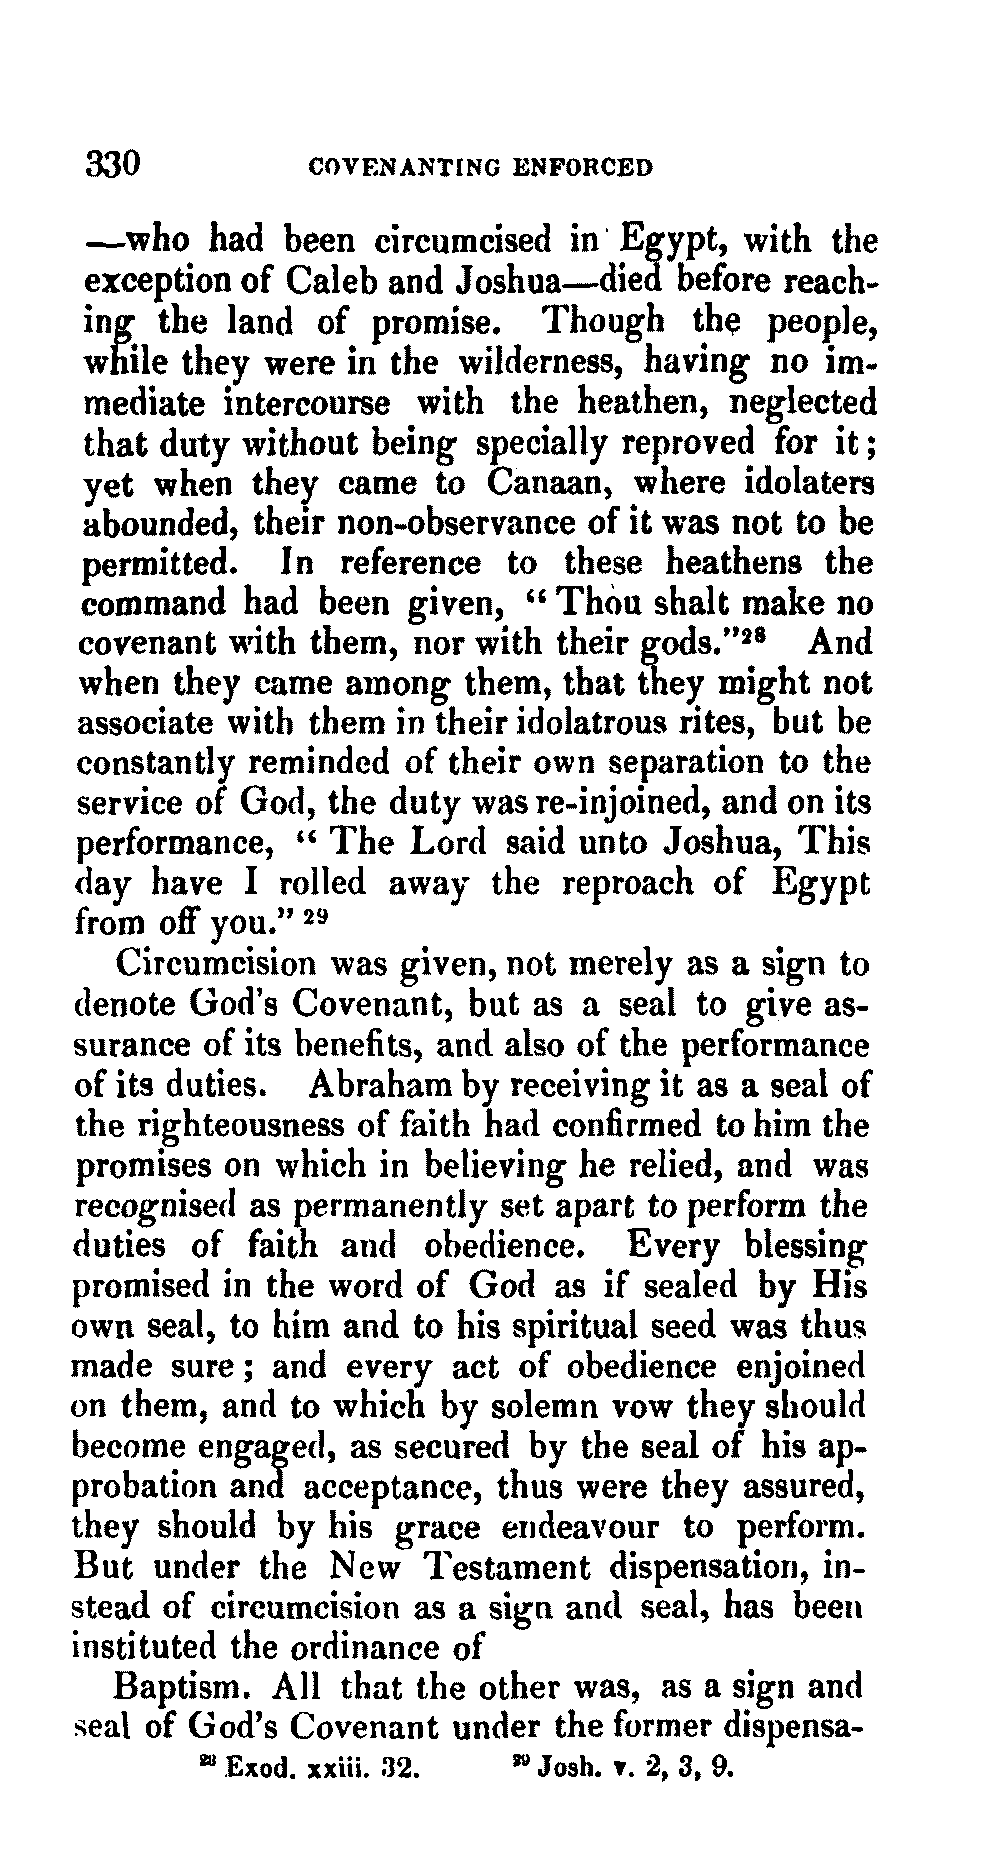 330 COVENANTING ENFORCED
—who had been circumcised in Egypt, with the
exception of Caleb and Joshua—died before reach-
ing the land of promise. Though the people,
while they were in the wilderness, having no im-
mediate intercourse with the heathen, neglected
that duty without being specially reproved for it;
yet when they came to Canaan, where idolaters
abounded, their non-observance of it was not to be
permitted. In reference to these heathens the
command had been given, “Thou shalt make no
covenant with them, nor with their gods.”28 And
when they came among them, that they might not
associate with them in their idolatrous rites, but be
constantly reminded of their own separation to the
service of God, the duty was re-injoined, and on its
performance, “ The Lord said unto Joshua, This
day have I rolled away the reproach of Egypt
from off you.” 29
Circumcision was given, not merely as a sign to
denote God's Covenant, but as a seal to give as-
surance of its benefits, and also of the performance
of its duties. Abraham by receiving it as a seal of
the righteousness of faith had confirmed to him the
promises on which in believing he relied, and was
recognised as permanently set apart to perform the
duties of faith and obedience. Every blessing
promised in the word of God as if sealed by His
own seal, to him and to his spiritual seed was thus
made sure; and every act of obedience enjoined
on them, and to which by solemn vow they should
become engaged, as secured by the seal of his ap-
probation and acceptance, thus were they assured,
they should by his grace endeavour to perform.
But under the New Testament dispensation, in-
stead of circumcision as a sign and seal, has been
instituted the ordinance of
Baptism. All that the other was, as a sign and
seal of God's Covenant under the former dispensa-
28 Exod. xxiii. 32. 29 Josh. v. 2, 3, 9.